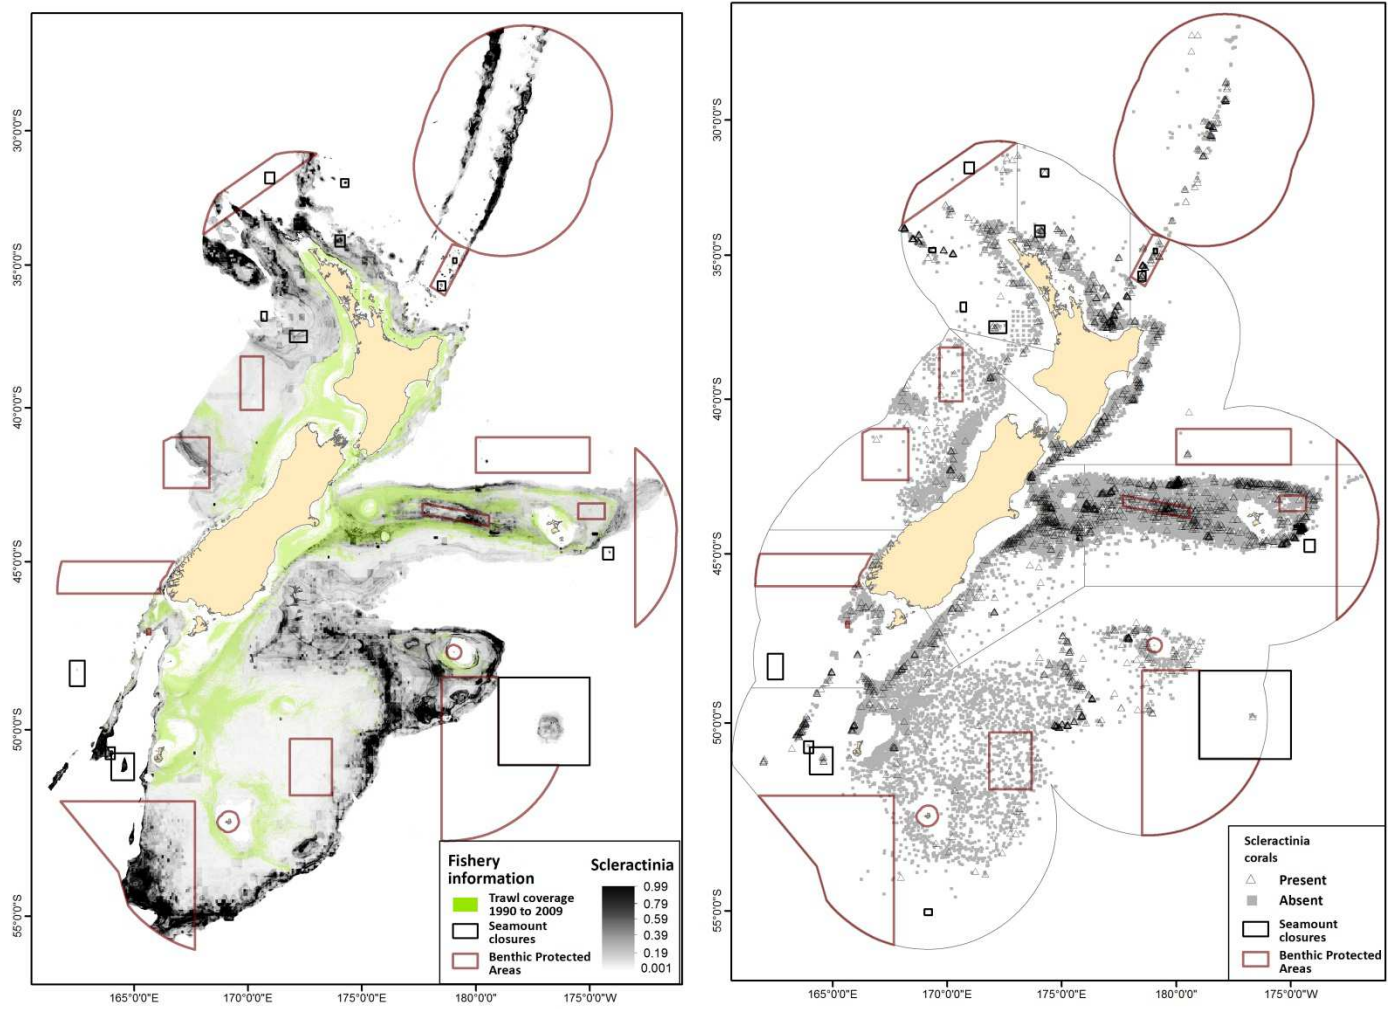 30°0'0"S
35°0'0"S
40°0'0"S
45°0'0"S
50°0'0"S
55°0'0"S
165°0'0"E
170°0'0"E
175°0'0"E
180°0'0"
175°0'0"W
Fishery
information
Trawl coverage
1990 to 2009
Seamount
closures
Benthic Protected
Areas
Scleractinia
0.99
0.79
0.59
0.39
0.19
0.001
30°0'0"S
35°0'0"S
40°0'0"S
45°0'0"S
50°0'0"S
55°0'0"S
165°0'0"E
170°0'0"E
175°0'0"E
180°0'0"
175°0'0"W
Scleractinia
corals
Present
Absent
Seamount
closures
Benthic Protected
Areas